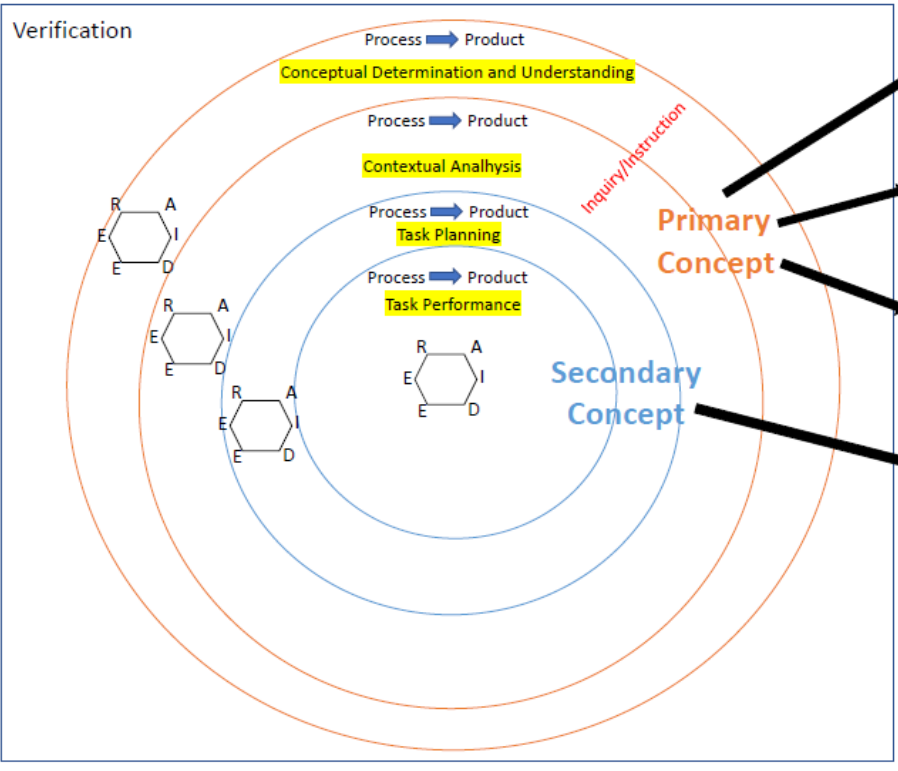 Verification
Process Product
Conceptual Determination and Understanding
Process Product
Inquiry/Instruction
Contextual Analhysis
R A
E I
E D
Process Product
Task Planning
Primary
Concept
Process Product
Task Performance
R A
E I
E D
R A
E I
E D
Secondary
Concept
R A
E I
E D